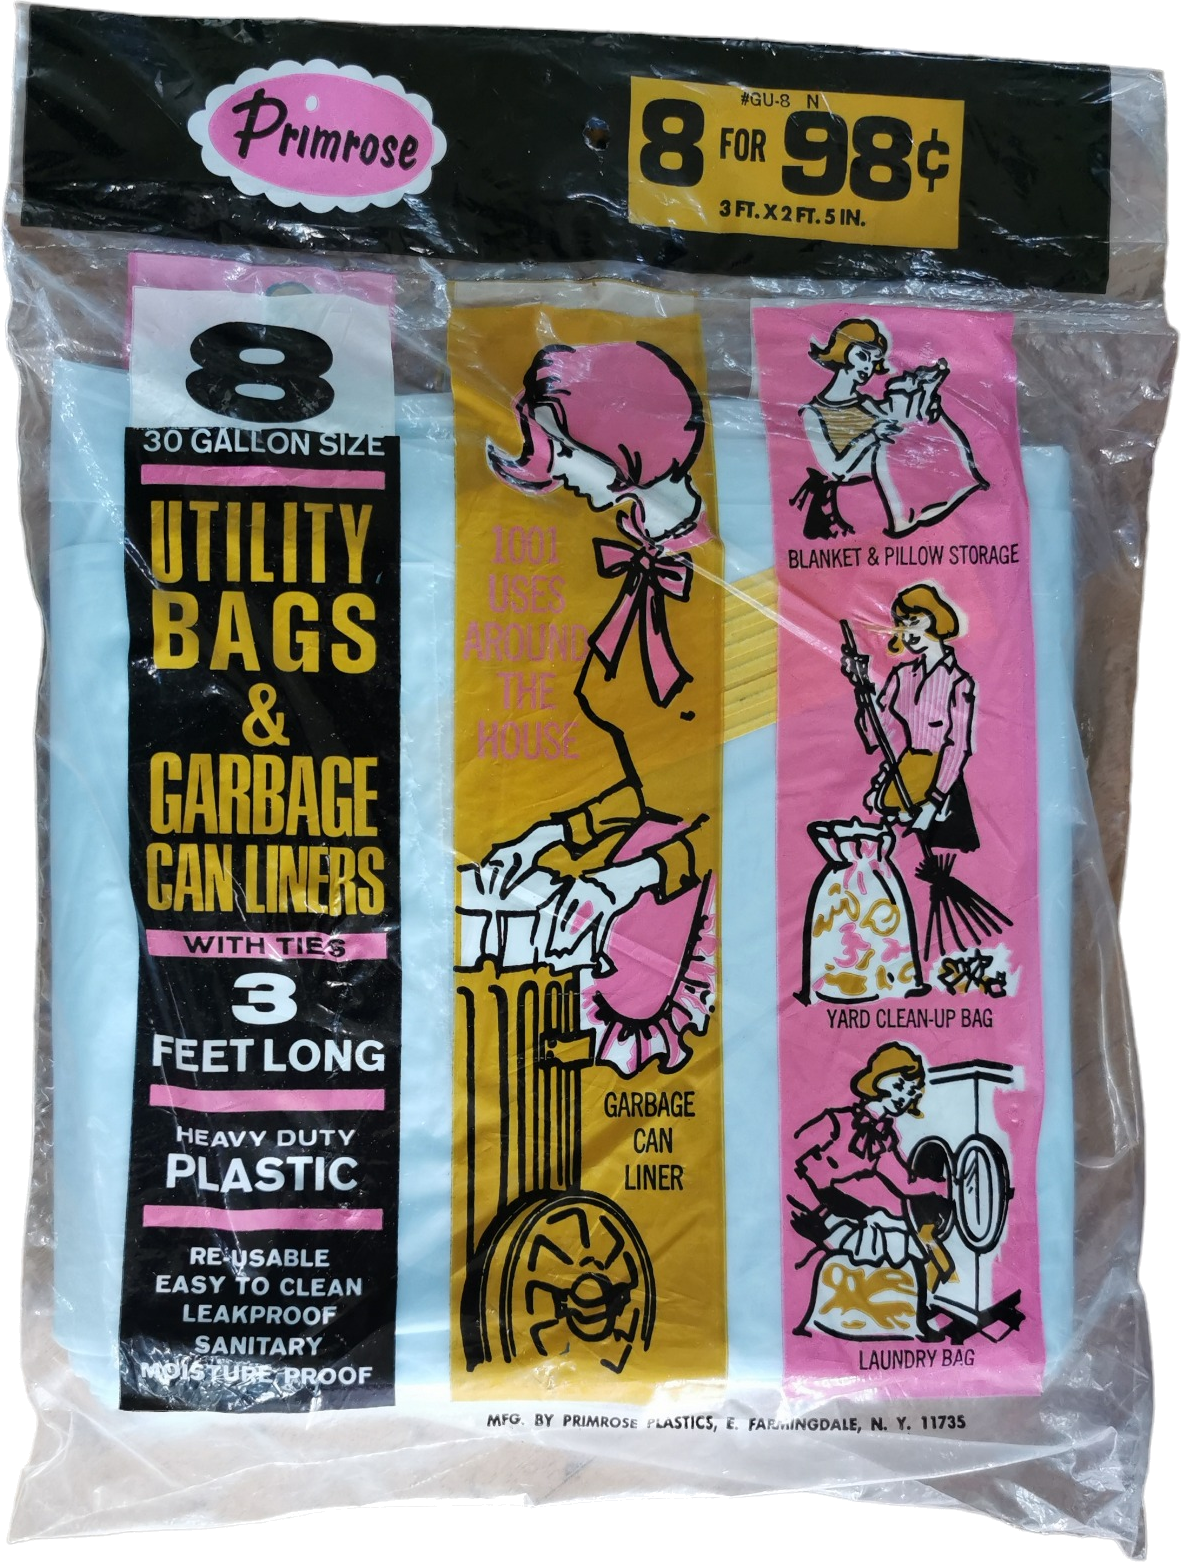 Primrose
#GU-8 N
8 FOR 98¢
3 FT. X 2 FT. 5 IN.
8
30 GALLON SIZE
UTILITY
BAGS
&
GARBAGE
CAN LINERS
WITH TIES
3
FEET LONG
HEAVY DUTY
PLASTIC
RE-USABLE
EASY TO CLEAN
LEAKPROOF
SANITARY
MOISTURE PROOF
1001
USES
AROUND
THE
HOUSE
GARBAGE
CAN
LINER
BLANKET & PILLOW STORAGE
YARD CLEAN-UP BAG
LAUNDRY BAG
MFG. BY PRIMROSE PLASTICS, E. FARMINGDALE, N. Y. 11735